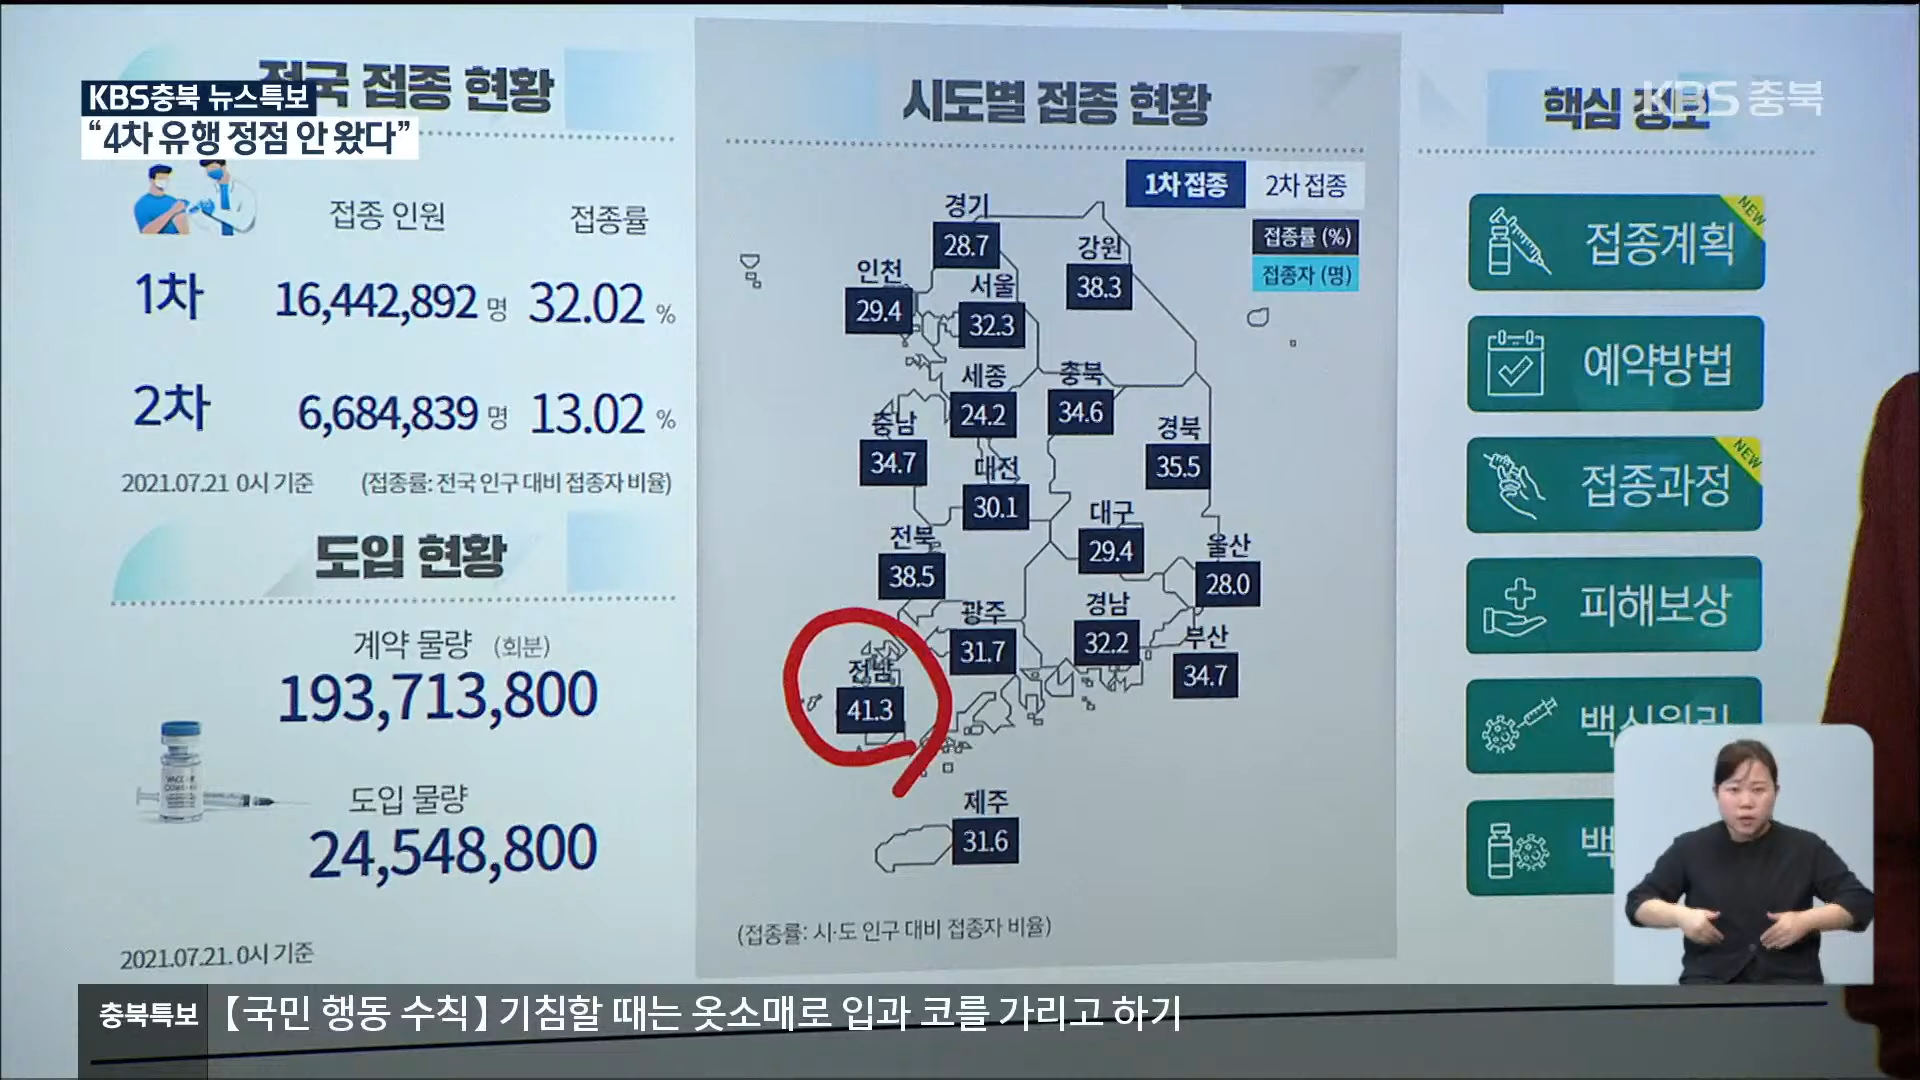 KBS충북 뉴스특보
“4차 유행 정점 안 왔다”
KBS 충북
전국 접종 현황
접종 인원 접종률
1차 16,442,892 명 32.02 %
2차 6,684,839 명 13.02 %
2021.07.21 0시 기준 (접종률: 전국 인구 대비 접종자 비율)
도입 현황
계약 물량 (회분)
193,713,800
도입 물량
24,548,800
2021.07.21. 0시 기준
시도별 접종 현황
1차 접종 2차 접종
접종률 (%)
접종자 (명)
경기
28.7
강원
38.3
인천
29.4
서울
32.3
세종
24.2
충북
34.6
충남
34.7
경북
35.5
대전
30.1
대구
29.4
전북
38.5
울산
28.0
광주
31.7
경남
32.2
부산
34.7
전남
41.3
제주
31.6
(접종률: 시·도 인구 대비 접종자 비율)
핵심 정보
접종계획 NEW
예약방법
접종과정 NEW
피해보상
백신원리
백
충북특보 【국민 행동 수칙】 기침할 때는 옷소매로 입과 코를 가리고 하기